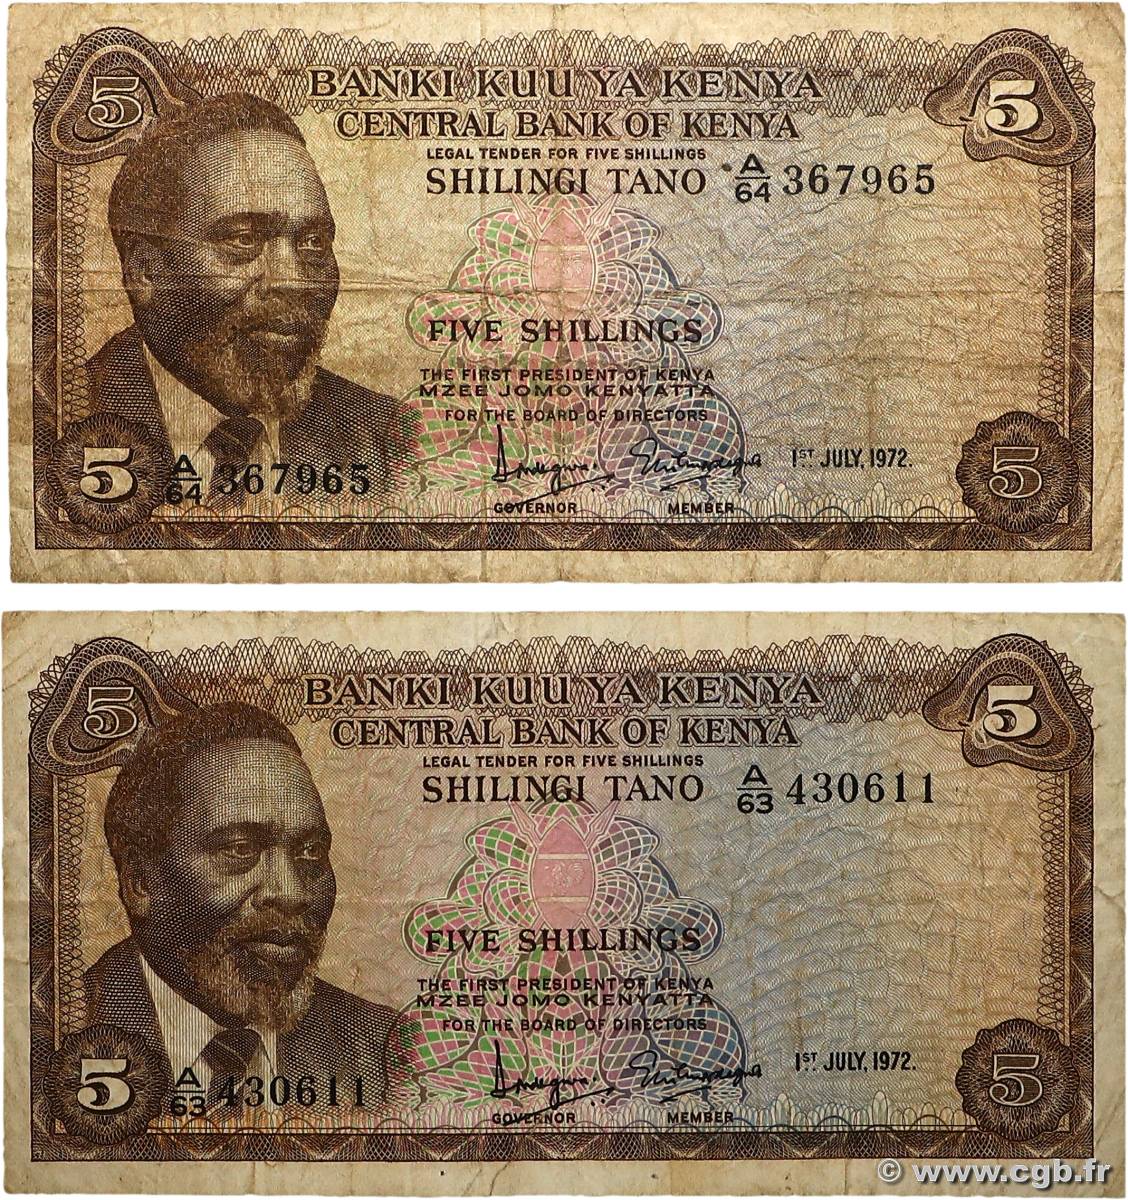 5
5
BANKI KUU YA KENYA
CENTRAL BANK OF KENYA
LEGAL TENDER FOR FIVE SHILLINGS
SHILINGI TANO A/64 367965
FIVE SHILLINGS
THE FIRST PRESIDENT OF KENYA
MZEE JOMO KENYATTA
FOR THE BOARD OF DIRECTORS
1ST JULY, 1972.
5
A/64 367965
GOVERNOR MEMBER
5
5
5
BANKI KUU YA KENYA
CENTRAL BANK OF KENYA
LEGAL TENDER FOR FIVE SHILLINGS
SHILINGI TANO A/63 430611
FIVE SHILLINGS
THE FIRST PRESIDENT OF KENYA
MZEE JOMO KENYATTA
FOR THE BOARD OF DIRECTORS
1ST JULY, 1972.
5
A/63 430611
GOVERNOR MEMBER
5
© www.cgb.fr